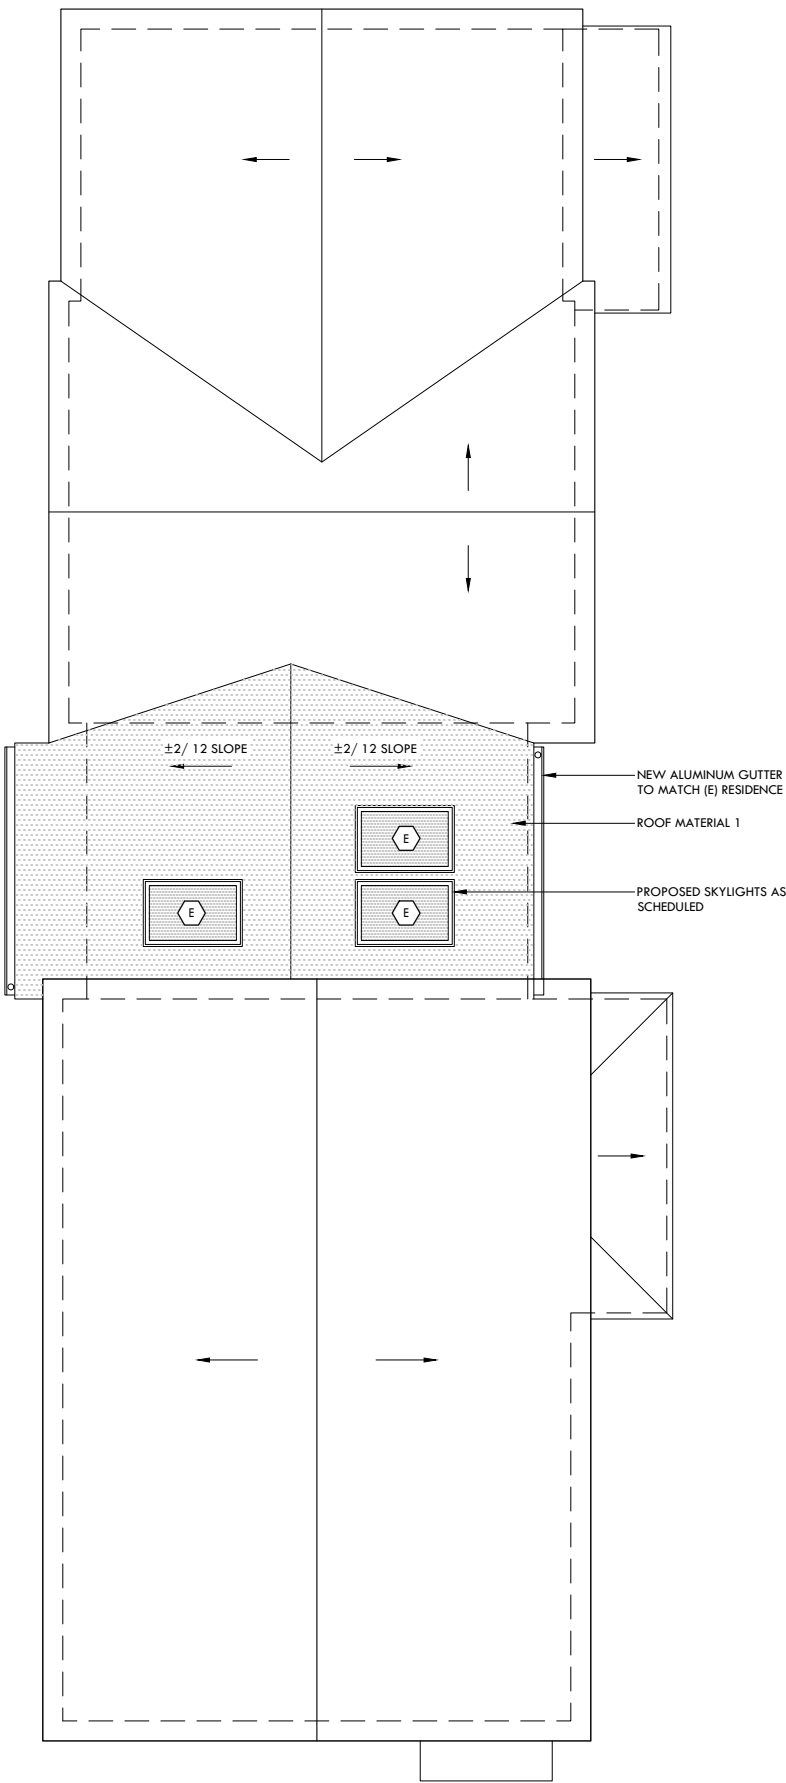 ±2/ 12 SLOPE
±2/ 12 SLOPE
NEW ALUMINUM GUTTER
TO MATCH (E) RESIDENCE
ROOF MATERIAL 1
E
PROPOSED SKYLIGHTS AS
SCHEDULED
E
E